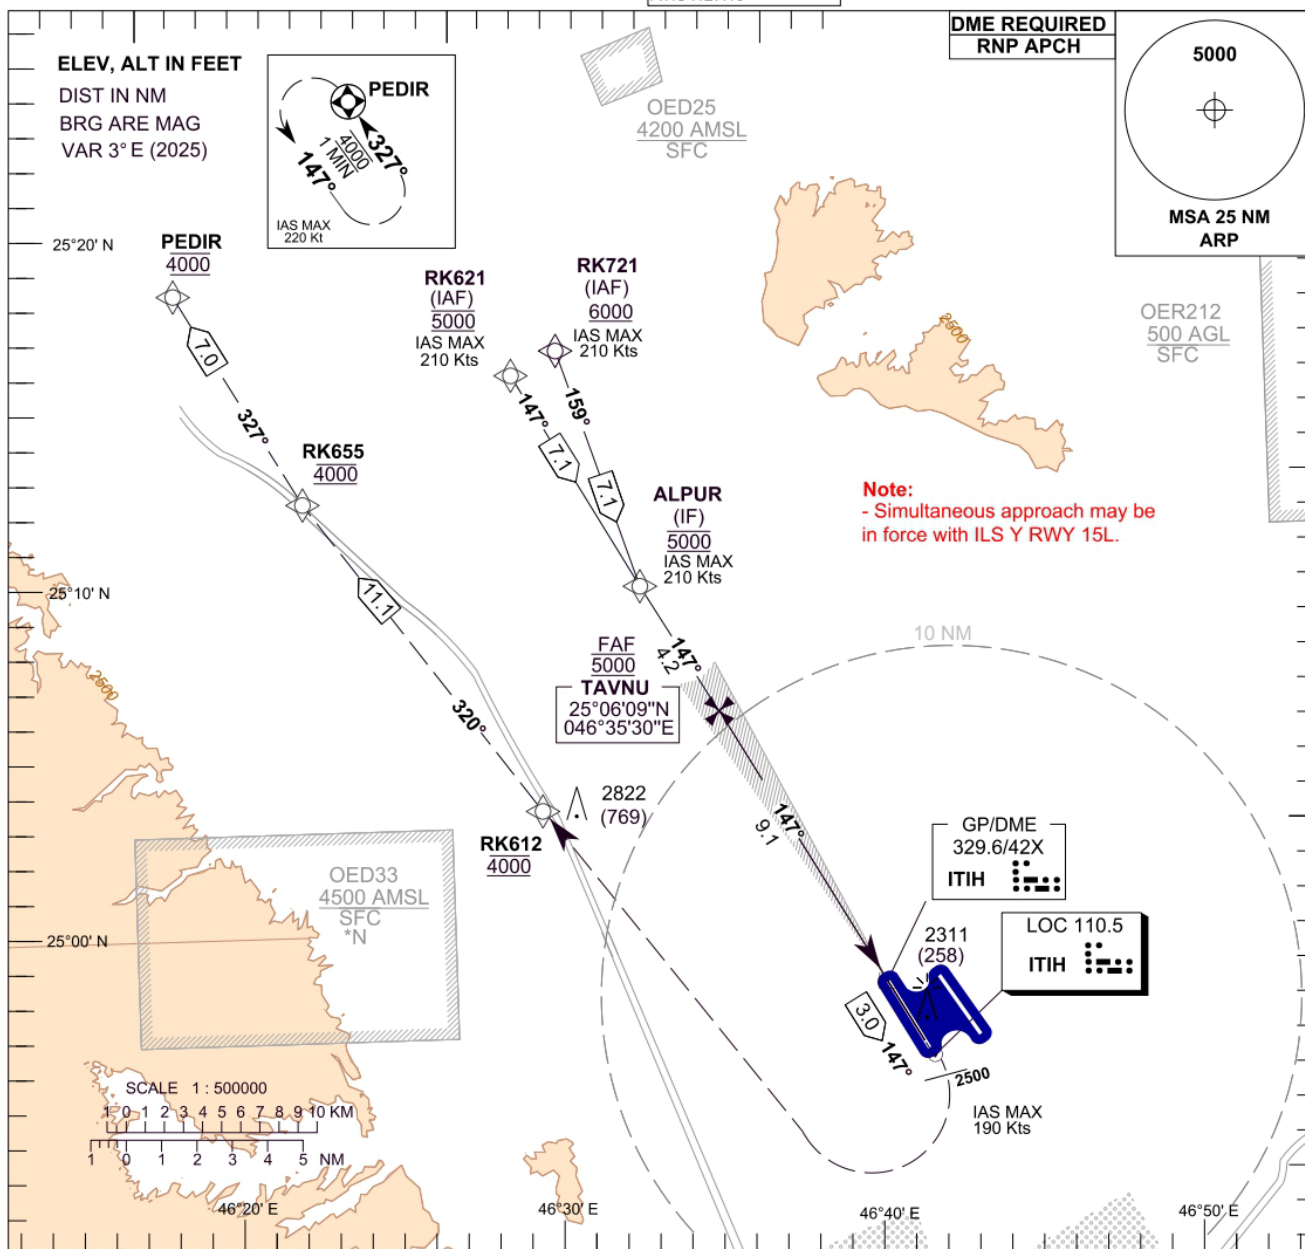 DME REQUIRED
RNP APCH
ELEV, ALT IN FEET
DIST IN NM
BRG ARE MAG
VAR 3° E (2025)
PEDIR
4000
1 MIN
327°
147°
IAS MAX
220 Kt
OED25
4200 AMSL
SFC
5000
MSA 25 NM
ARP
25°20' N
PEDIR
4000
7.0
327°
RK621
(IAF)
5000
IAS MAX
210 Kts
RK721
(IAF)
6000
IAS MAX
210 Kts
147°
7.1
159°
7.1
2500
OER212
500 AGL
SFC
RK655
4000
ALPUR
(IF)
5000
IAS MAX
210 Kts
Note:
- Simultaneous approach may be
in force with ILS Y RWY 15L.
25°10' N
11.1
320°
2500
FAF
5000
TAVNU
25°06'09"N
046°35'30"E
147°
4.2
10 NM
147°
9.1
2822
(769)
RK612
4000
GP/DME
329.6/42X
ITIH
OED33
4500 AMSL
SFC
*N
25°00' N
2311
(258)
LOC 110.5
ITIH
3.0
147°
2500
IAS MAX
190 Kts
SCALE 1 : 500000
1 0 1 2 3 4 5 6 7 8 9 10 KM
1 0 1 2 3 4 5 NM
46°20' E
46°30' E
46°40' E
46°50' E